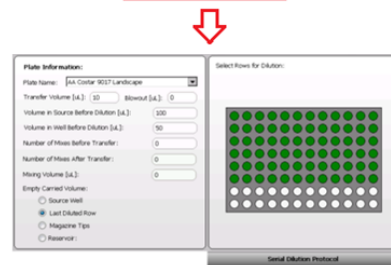 Plate Information:
Plate Name: AA Costar 9017 Landscape
Transfer Volume [uL]: 10 Blowout [uL]: 0
Volume in Source Before Dilution [uL]: 100
Volume in Well Before Dilution [uL]: 50
Number of Mixes Before Transfer: 0
Number of Mixes After Transfer: 0
Mixing Volume [uL]: 0
Empty Carried Volume:
Source Well
Last Diluted Row
Magazine Tips
Reservoir:
Select Rows for Dilution:
Serial Dilution Protocol